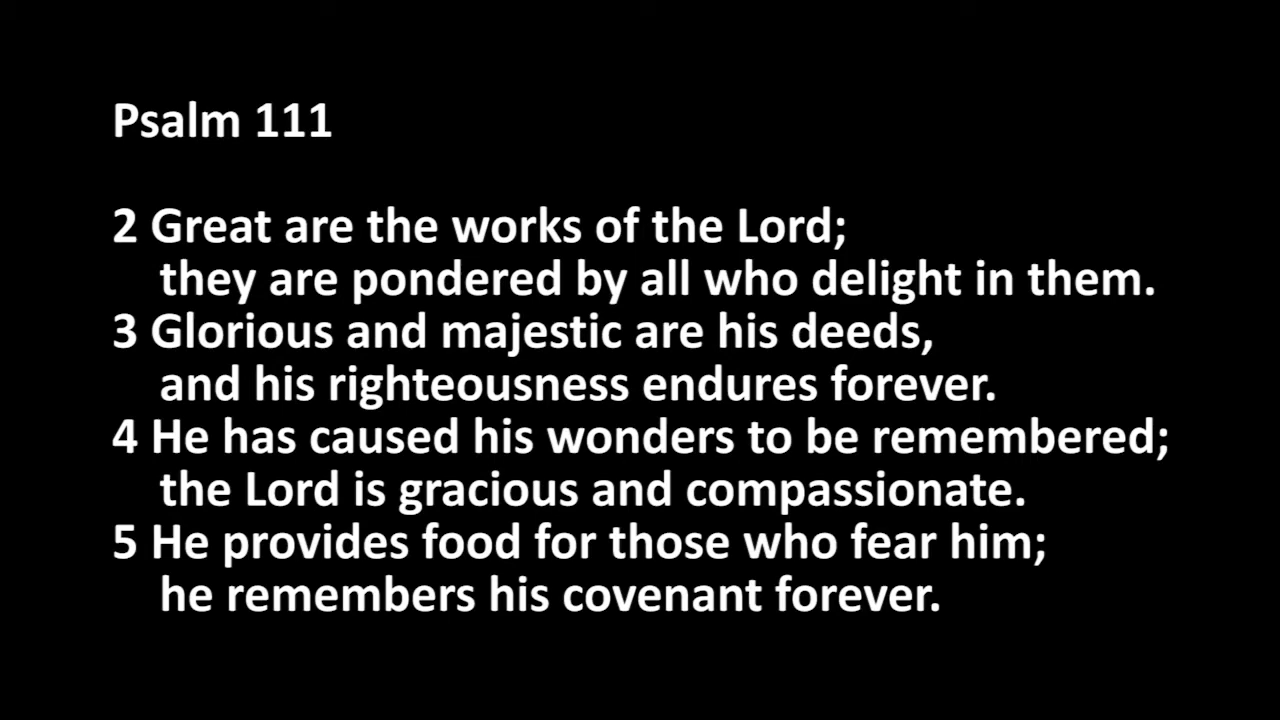 Psalm 111
2 Great are the works of the Lord;
they are pondered by all who delight in them.
3 Glorious and majestic are his deeds,
and his righteousness endures forever.
4 He has caused his wonders to be remembered;
the Lord is gracious and compassionate.
5 He provides food for those who fear him;
he remembers his covenant forever.